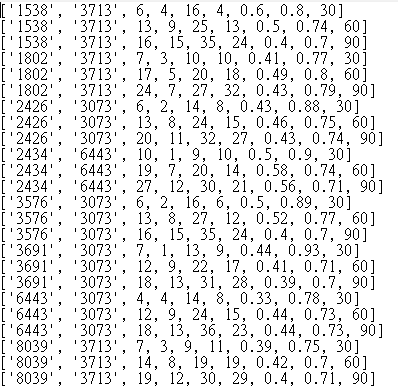 ['1538', '3713', 6, 4, 16, 4, 0.6, 0.8, 30]
['1538', '3713', 13, 9, 25, 13, 0.5, 0.74, 60]
['1538', '3713', 16, 15, 35, 24, 0.4, 0.7, 90]
['1802', '3713', 7, 3, 10, 10, 0.41, 0.77, 30]
['1802', '3713', 17, 5, 20, 18, 0.49, 0.8, 60]
['1802', '3713', 24, 7, 27, 32, 0.43, 0.79, 90]
['2426', '3073', 6, 2, 14, 8, 0.43, 0.88, 30]
['2426', '3073', 13, 8, 24, 15, 0.46, 0.75, 60]
['2426', '3073', 20, 11, 32, 27, 0.43, 0.74, 90]
['2434', '6443', 10, 1, 9, 10, 0.5, 0.9, 30]
['2434', '6443', 19, 7, 20, 14, 0.58, 0.74, 60]
['2434', '6443', 27, 12, 30, 21, 0.56, 0.71, 90]
['3576', '3073', 6, 2, 16, 6, 0.5, 0.89, 30]
['3576', '3073', 13, 8, 27, 12, 0.52, 0.77, 60]
['3576', '3073', 16, 15, 35, 24, 0.4, 0.7, 90]
['3691', '3073', 7, 1, 13, 9, 0.44, 0.93, 30]
['3691', '3073', 12, 9, 22, 17, 0.41, 0.71, 60]
['3691', '3073', 18, 13, 31, 28, 0.39, 0.7, 90]
['6443', '3073', 4, 4, 14, 8, 0.33, 0.78, 30]
['6443', '3073', 12, 9, 24, 15, 0.44, 0.73, 60]
['6443', '3073', 18, 13, 36, 23, 0.44, 0.73, 90]
['8039', '3713', 7, 3, 9, 11, 0.39, 0.75, 30]
['8039', '3713', 14, 8, 19, 19, 0.42, 0.7, 60]
['8039', '3713', 19, 12, 30, 29, 0.4, 0.71, 90]